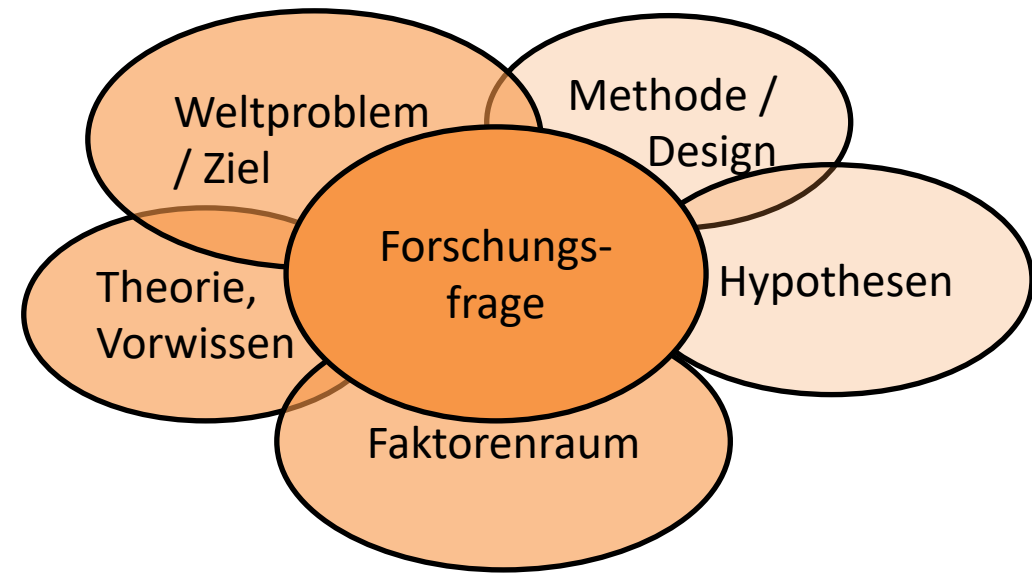 Weltproblem
/ Ziel
Methode /
Design
Forschungs-
frage
Theorie,
Vorwissen
Hypothesen
Faktorenraum